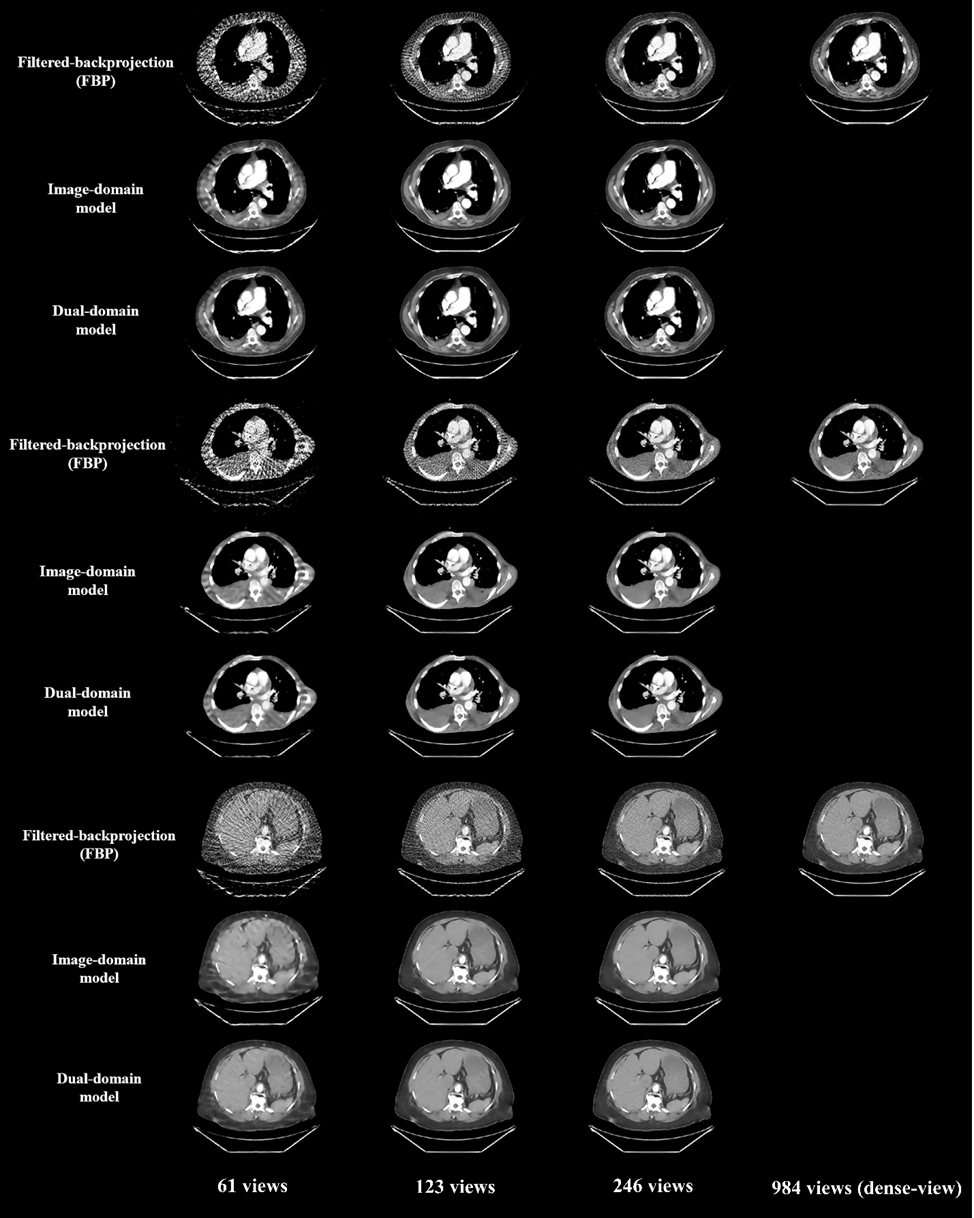 Filtered-backprojection
(FBP)
Image-domain
model
Dual-domain
model
Filtered-backprojection
(FBP)
Image-domain
model
Dual-domain
model
Filtered-backprojection
(FBP)
Image-domain
model
Dual-domain
model
61 views
123 views
246 views
984 views (dense-view)